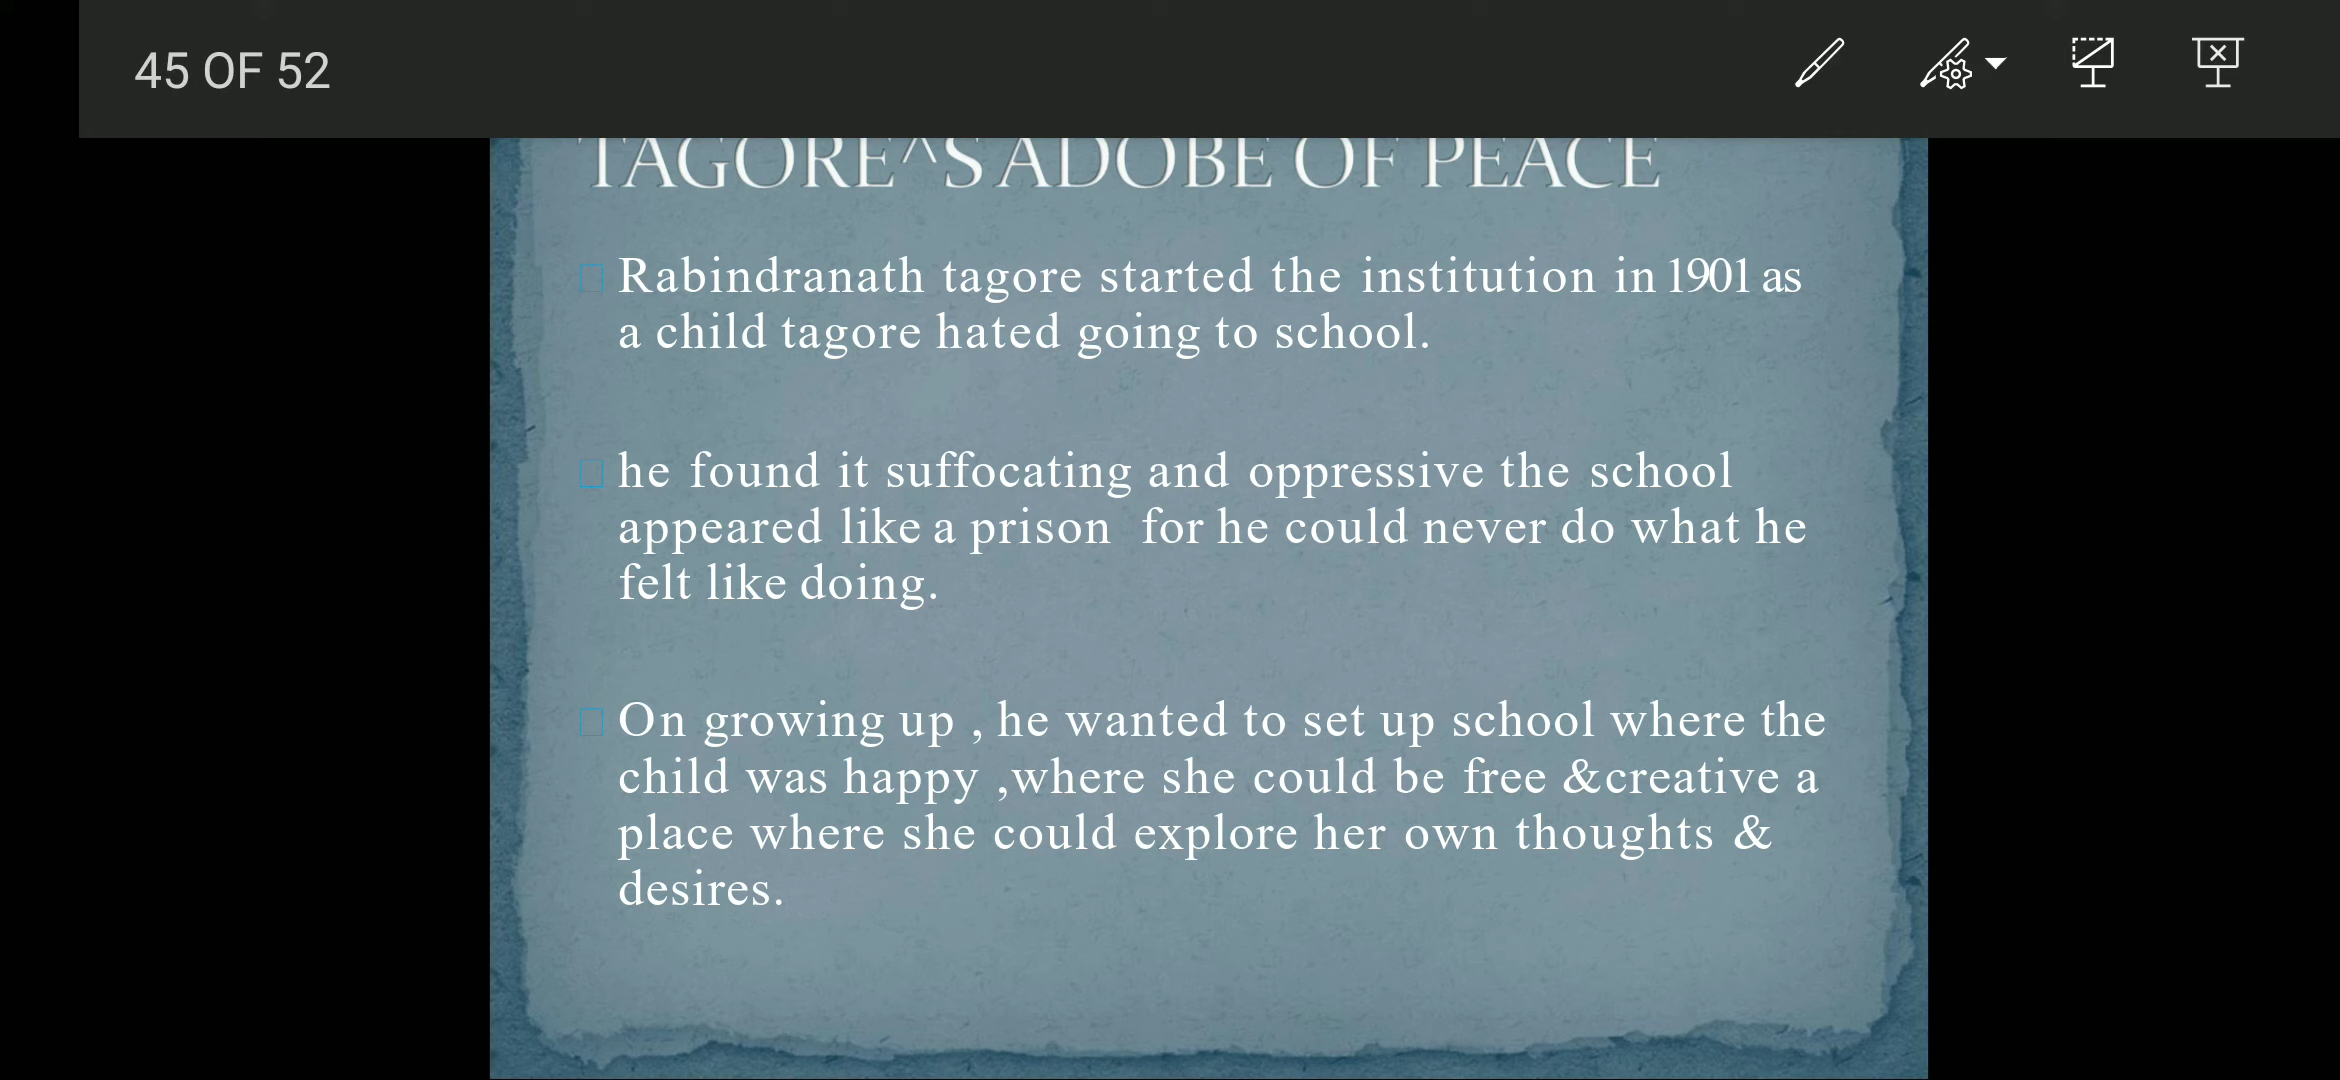 45 OF 52
TAGORE^S ADOBE OF PEACE
Rabindranath tagore started the institution in 1901 as
a child tagore hated going to school.
he found it suffocating and oppressive the school
appeared like a prison for he could never do what he
felt like doing.
On growing up , he wanted to set up school where the
child was happy ,where she could be free &creative a
place where she could explore her own thoughts &
desires.